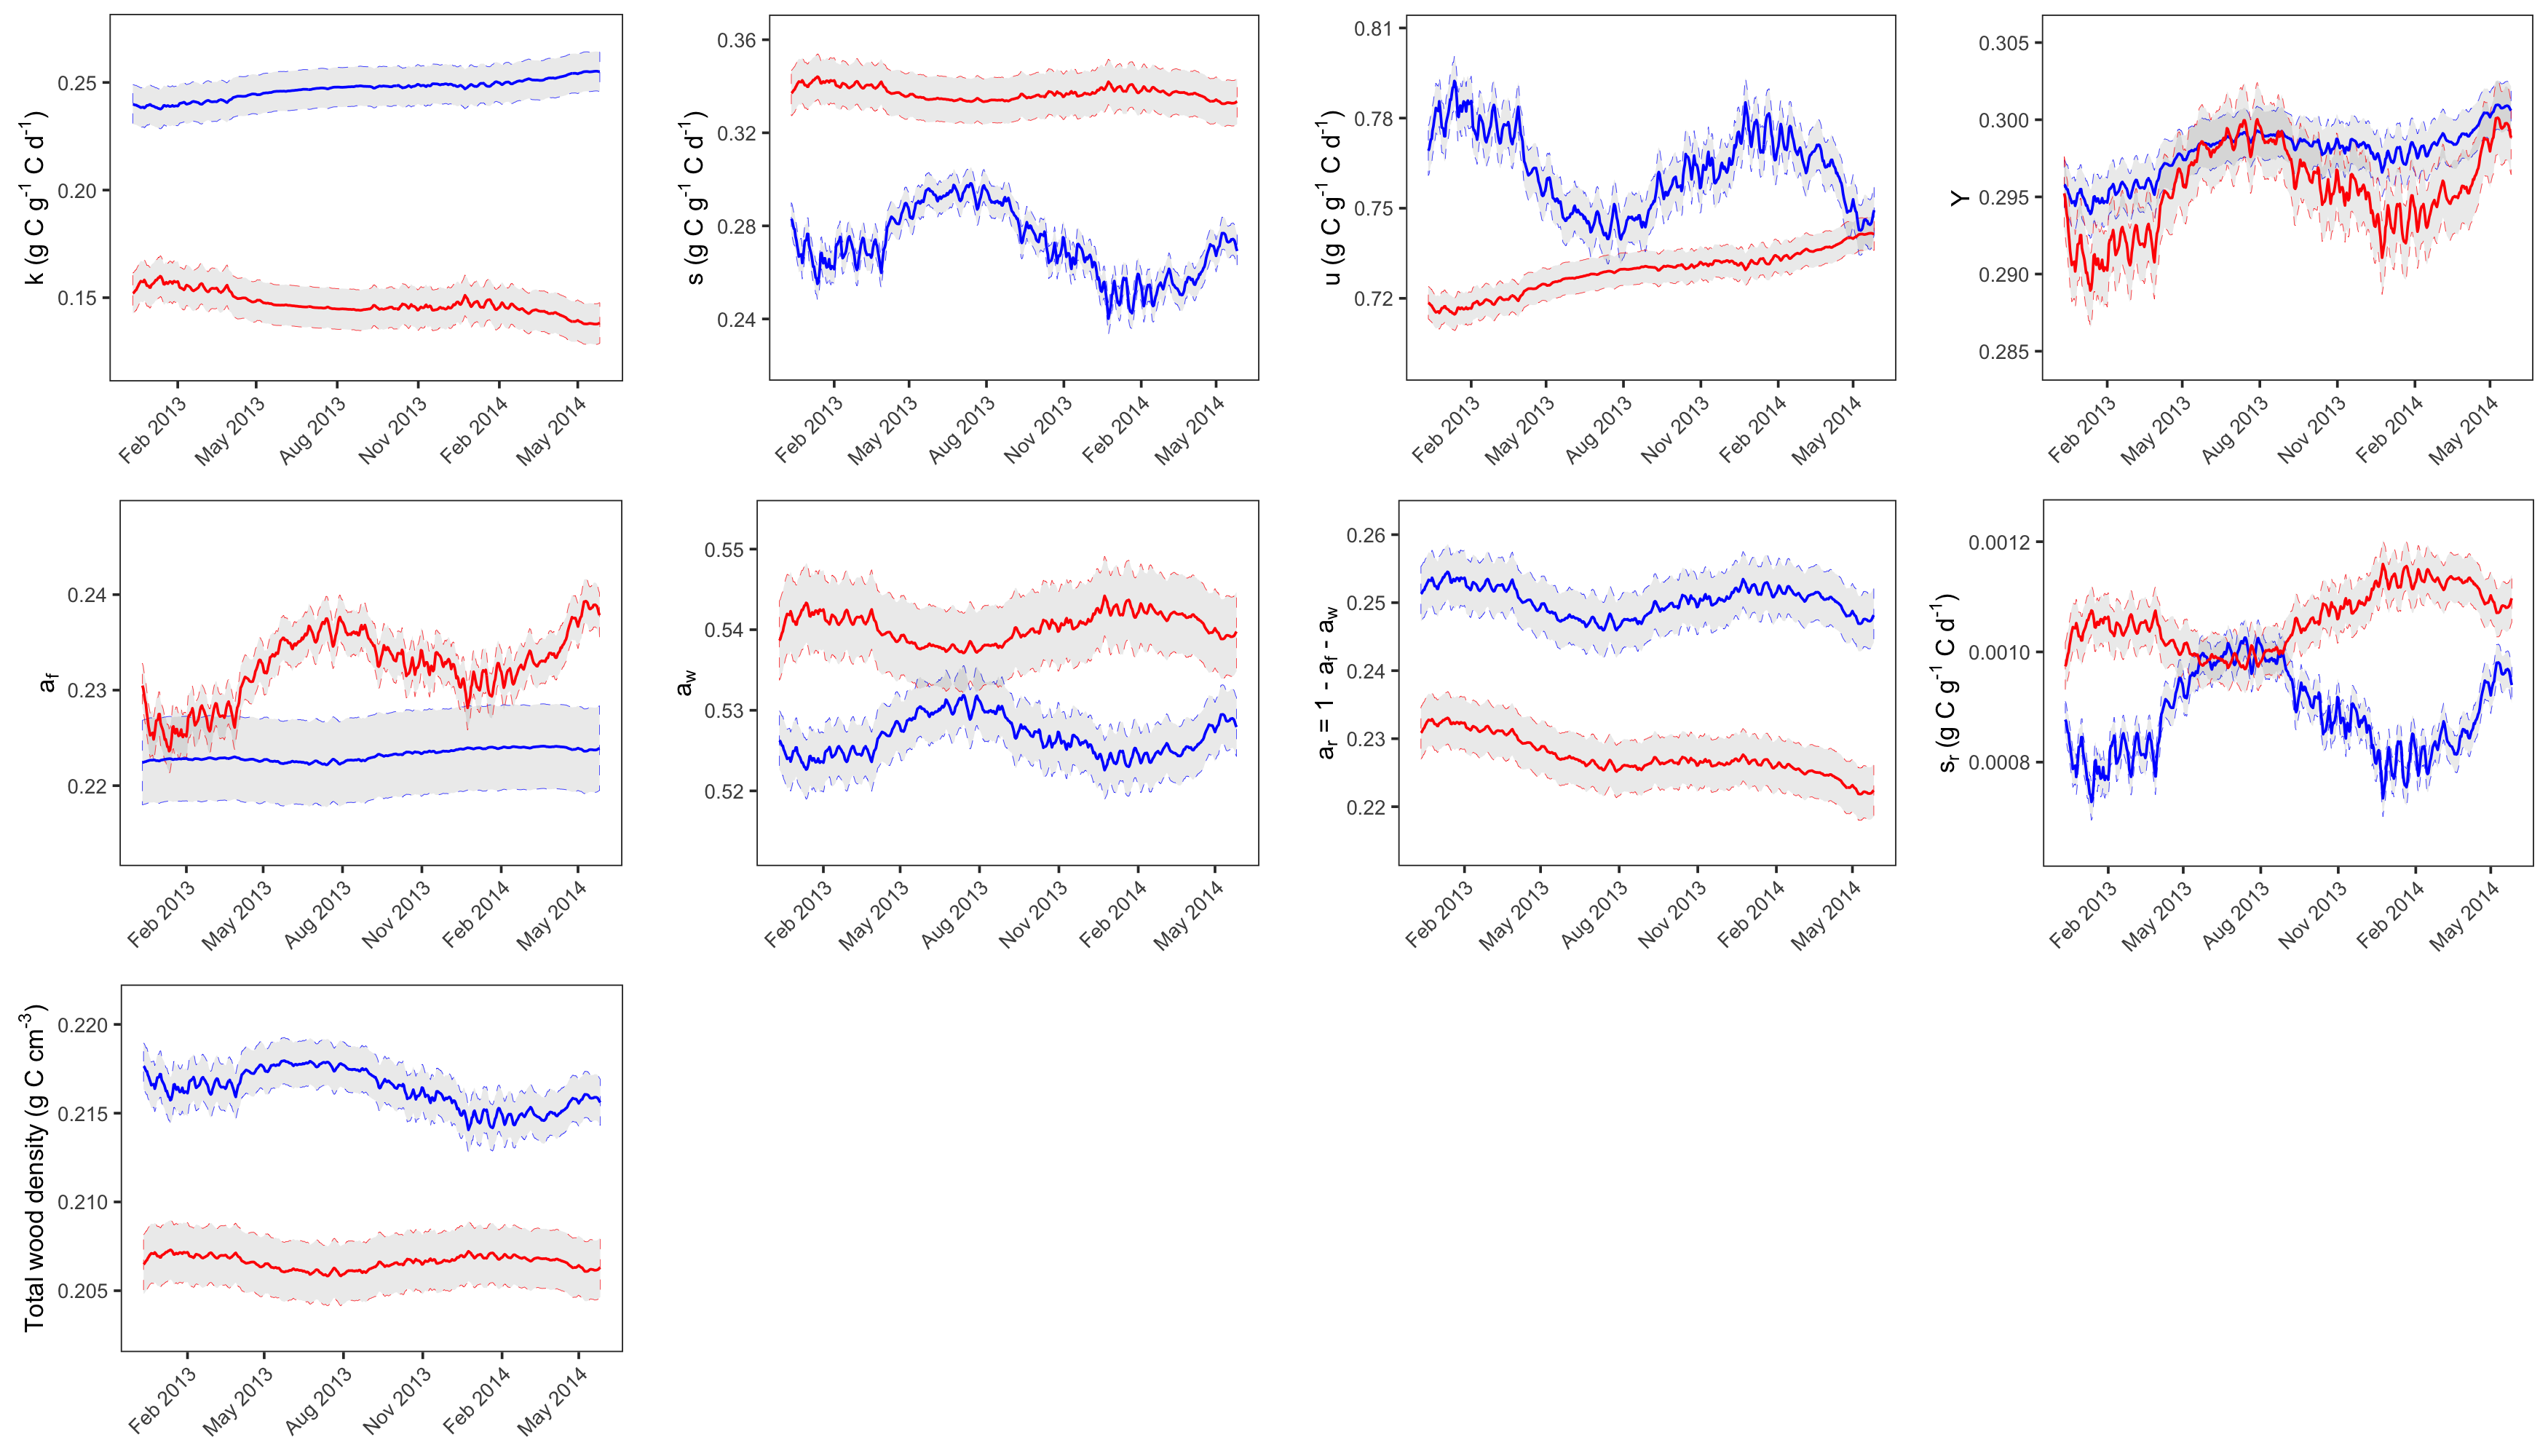 k (g C g-1 C d-1)
0.25
0.20
0.15
Feb 2013
May 2013
Aug 2013
Nov 2013
Feb 2014
May 2014
s (g C g-1 C d-1)
0.36
0.32
0.28
0.24
Feb 2013
May 2013
Aug 2013
Nov 2013
Feb 2014
May 2014
u (g C g-1 C d-1)
0.81
0.78
0.75
0.72
Feb 2013
May 2013
Aug 2013
Nov 2013
Feb 2014
May 2014
Y
0.305
0.300
0.295
0.290
0.285
Feb 2013
May 2013
Aug 2013
Nov 2013
Feb 2014
May 2014
af
0.24
0.23
0.22
Feb 2013
May 2013
Aug 2013
Nov 2013
Feb 2014
May 2014
aw
0.55
0.54
0.53
0.52
Feb 2013
May 2013
Aug 2013
Nov 2013
Feb 2014
May 2014
ar = 1 - af - aw
0.26
0.25
0.24
0.23
0.22
Feb 2013
May 2013
Aug 2013
Nov 2013
Feb 2014
May 2014
sr (g C g-1 C d-1)
0.0012
0.0010
0.0008
Feb 2013
May 2013
Aug 2013
Nov 2013
Feb 2014
May 2014
Total wood density (g C cm-3)
0.220
0.215
0.210
0.205
Feb 2013
May 2013
Aug 2013
Nov 2013
Feb 2014
May 2014